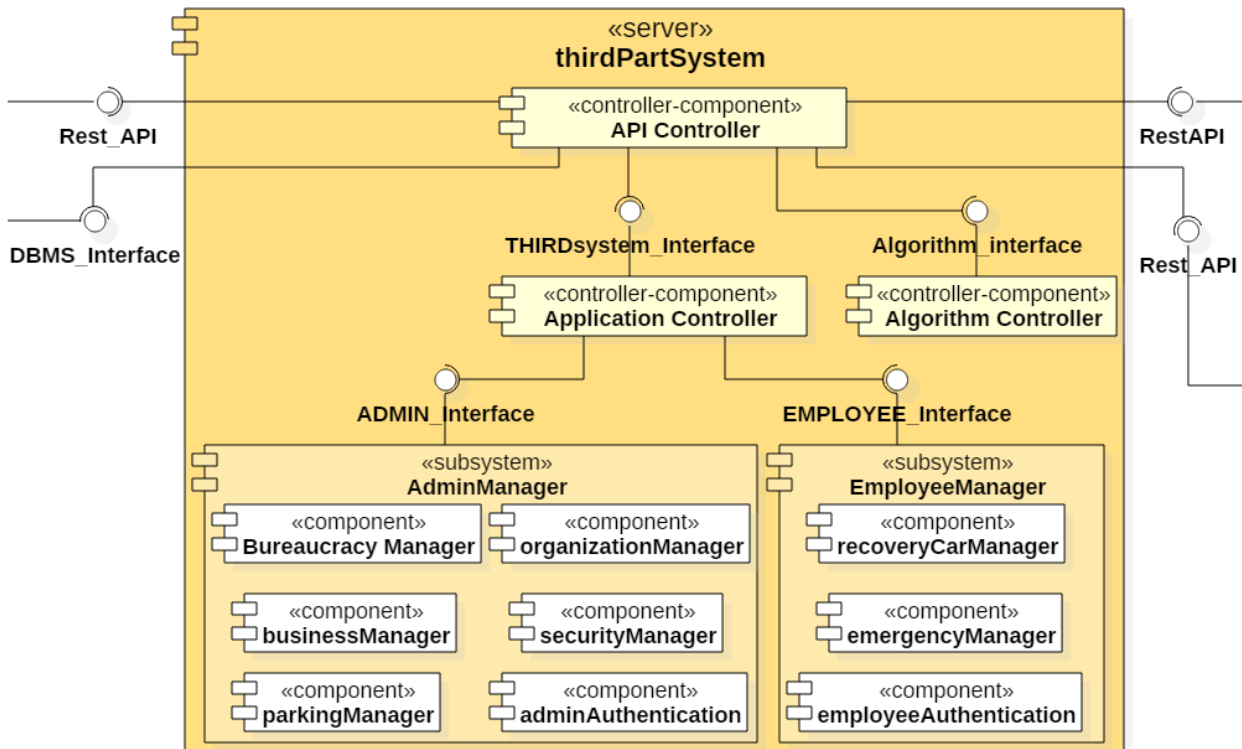 «server»
thirdPartSystem
«controller-component»
API Controller
Rest_API
RestAPI
DBMS_Interface
THIRDsystem_Interface
Algorithm_interface
Rest_API
«controller-component»
Application Controller
«controller-component»
Algorithm Controller
ADMIN_Interface
EMPLOYEE_Interface
«subsystem»
AdminManager
«component»
Bureaucracy Manager
«component»
organizationManager
«component»
businessManager
«component»
securityManager
«component»
parkingManager
«component»
adminAuthentication
«subsystem»
EmployeeManager
«component»
recoveryCarManager
«component»
emergencyManager
«component»
employeeAuthentication